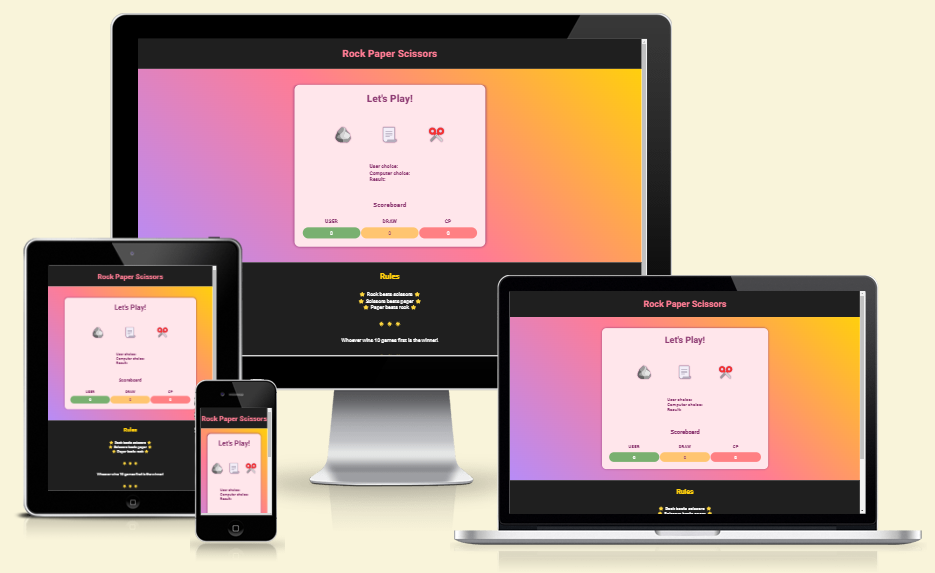 Rock Paper Scissors
Let's Play!
User choice:
Computer choice:
Result:
Scoreboard
USER DRAW CP
0 0 0
Rules
Rock beats scissors
Scissors beats paper
Paper beats rock
Whoever wins 10 games first is the winner!
Rock Paper Scissors
Let's Play!
User choice:
Computer choice:
Result:
Scoreboard
USER DRAW CP
0 0 0
Rules
Rock beats scissors
Scissors beats paper
Paper beats rock
Whoever wins 10 games first is the winner!
Rock Paper Scissors
Let's Play!
User choice:
Computer choice:
Result:
Rock Paper Scissors
Let's Play!
User choice:
Computer choice:
Result:
Scoreboard
USER DRAW CP
0 0 0
Rules
Rock beats scissors
Scissors beats paper